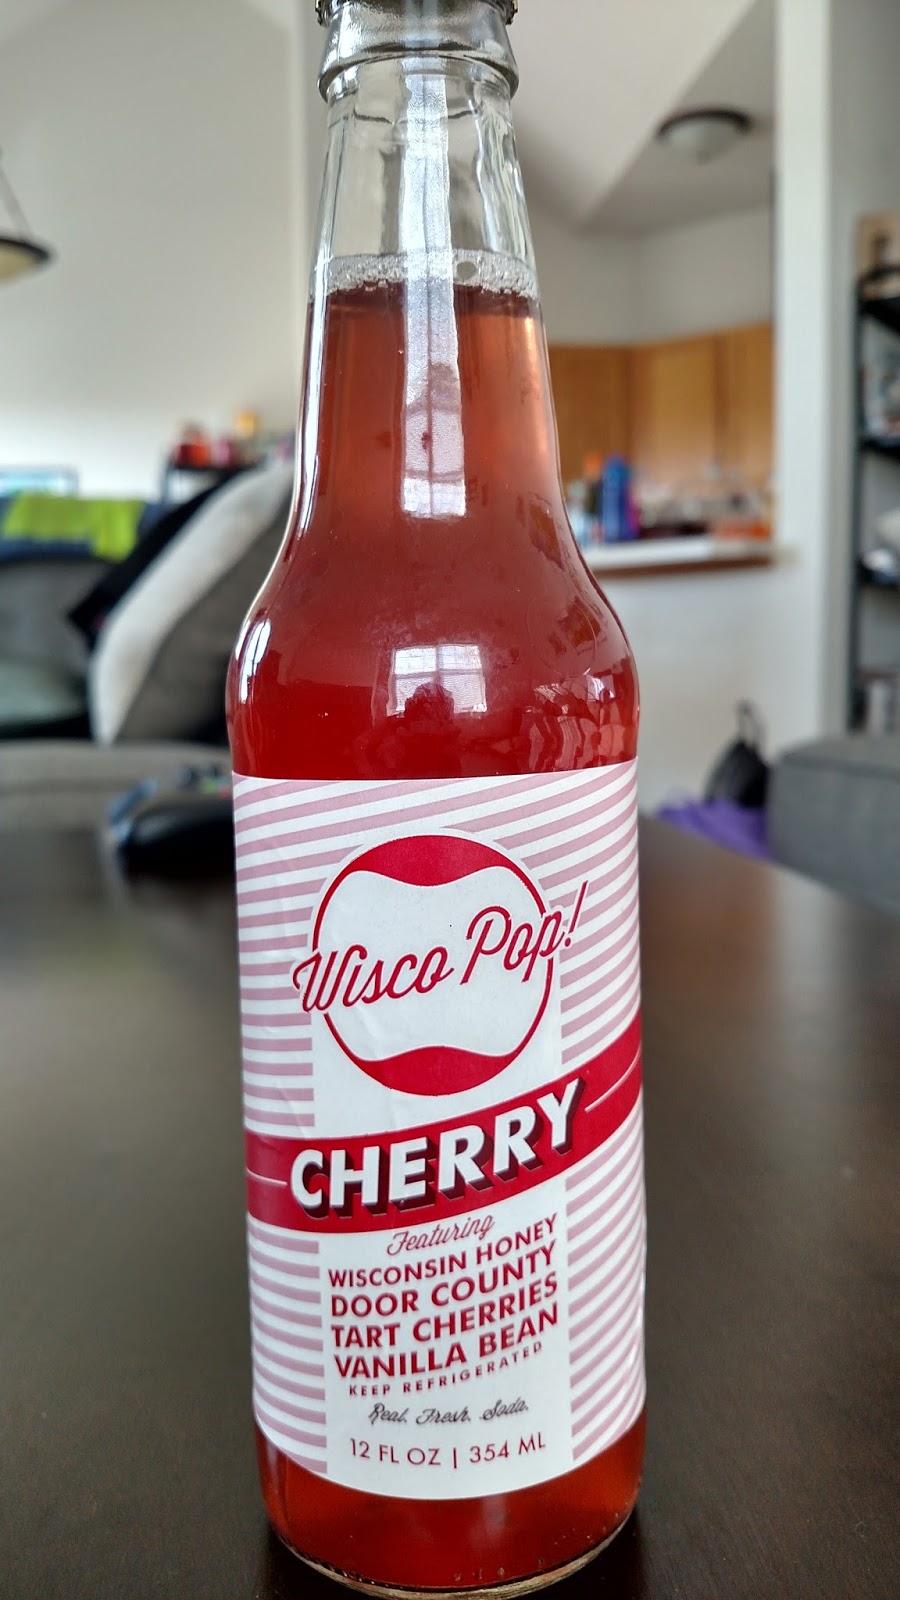 Wisco Pop!
CHERRY
Featuring
WISCONSIN HONEY
DOOR COUNTY
TART CHERRIES
VANILLA BEAN
KEEP REFRIGERATED
Real. Fresh. Soda.
12 FL OZ | 354 ML